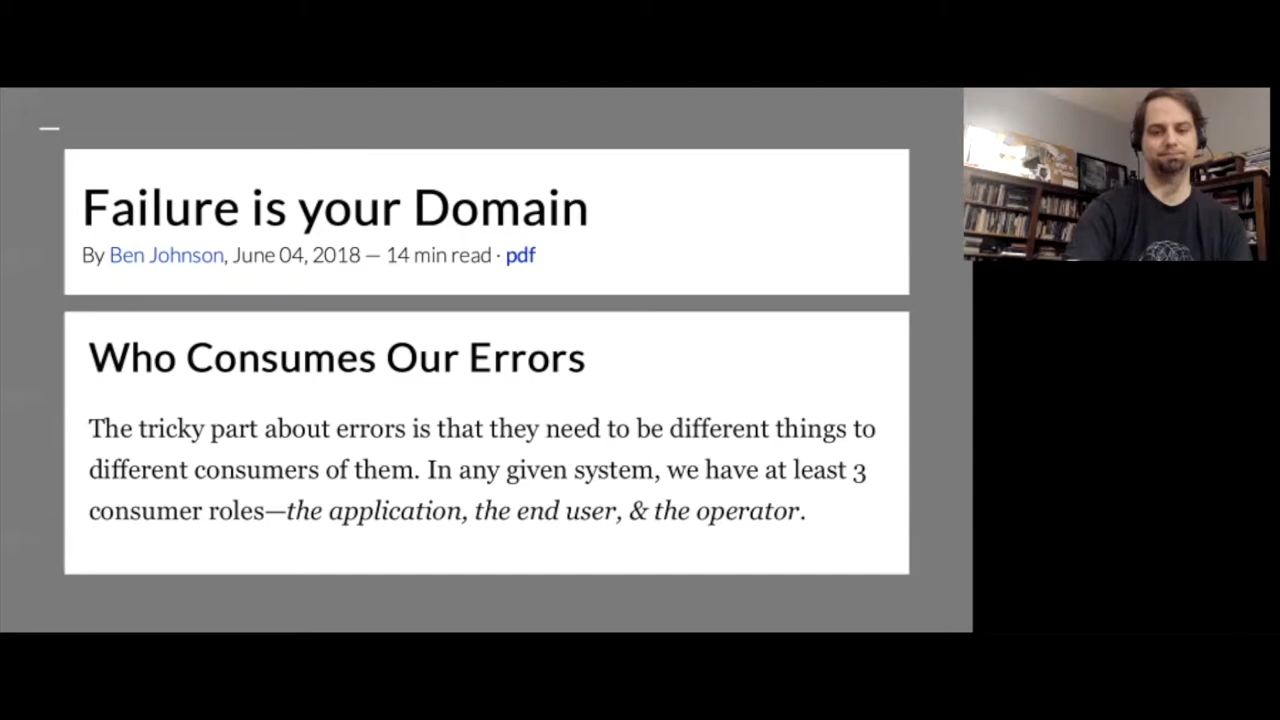 Failure is your Domain
By Ben Johnson, June 04, 2018 — 14 min read · pdf
Who Consumes Our Errors
The tricky part about errors is that they need to be different things to
different consumers of them. In any given system, we have at least 3
consumer roles—the application, the end user, & the operator.